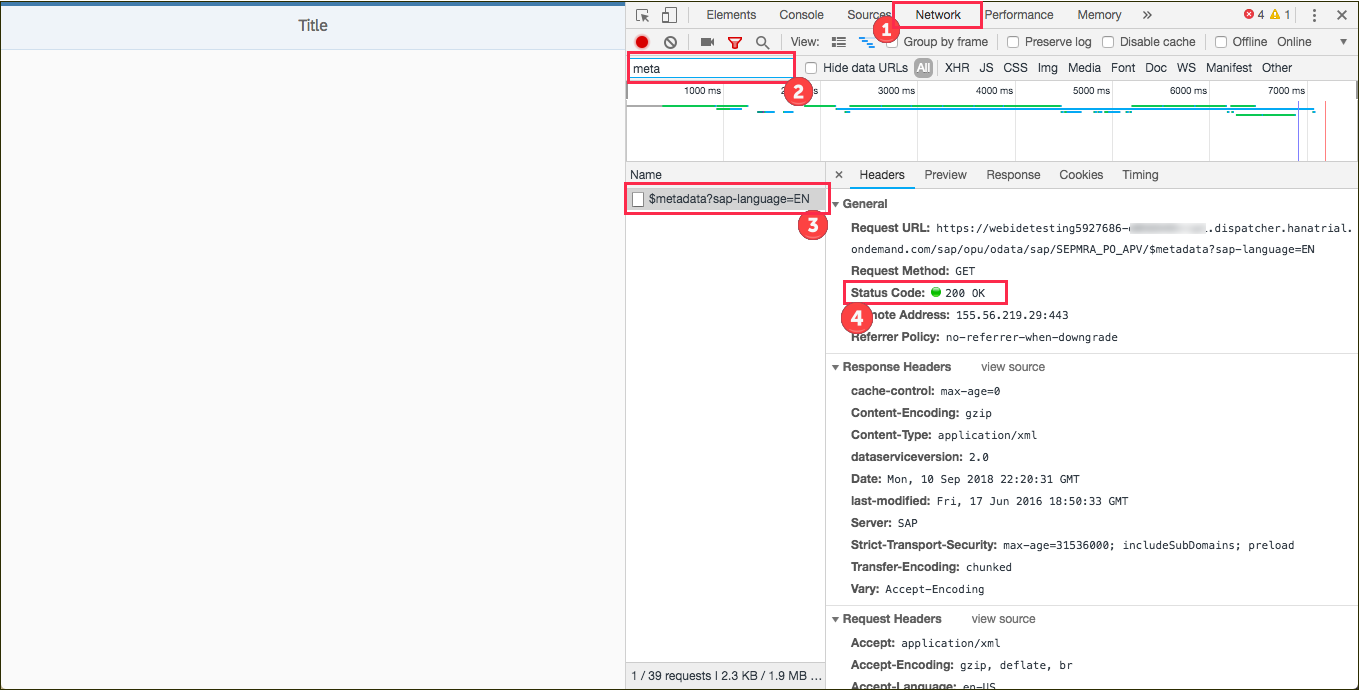 Title
Elements Console Sources Network Performance Memory » 4 1
1
View: Group by frame Preserve log Disable cache Offline Online
meta
Hide data URLs All XHR JS CSS Img Media Font Doc WS Manifest Other
2
1000 ms 3000 ms 4000 ms 5000 ms 6000 ms 7000 ms
Name
× Headers Preview Response Cookies Timing
$metadata?sap-language=EN
3
General
Request URL: https://webidetesting5927686- .dispatcher.hanatrial.
ondemand.com/sap/opu/odata/sap/SEPMRA_PO_APV/$metadata?sap-language=EN
Request Method: GET
Status Code: 200 OK
4
mote Address: 155.56.219.29:443
Referrer Policy: no-referrer-when-downgrade
Response Headers view source
cache-control: max-age=0
Content-Encoding: gzip
Content-Type: application/xml
dataserviceversion: 2.0
Date: Mon, 10 Sep 2018 22:20:31 GMT
last-modified: Fri, 17 Jun 2016 18:50:33 GMT
Server: SAP
Strict-Transport-Security: max-age=31536000; includeSubDomains; preload
Transfer-Encoding: chunked
Vary: Accept-Encoding
Request Headers view source
Accept: application/xml
Accept-Encoding: gzip, deflate, br
Accept-Language: en-US
1 / 39 requests | 2.3 KB / 1.9 MB ...